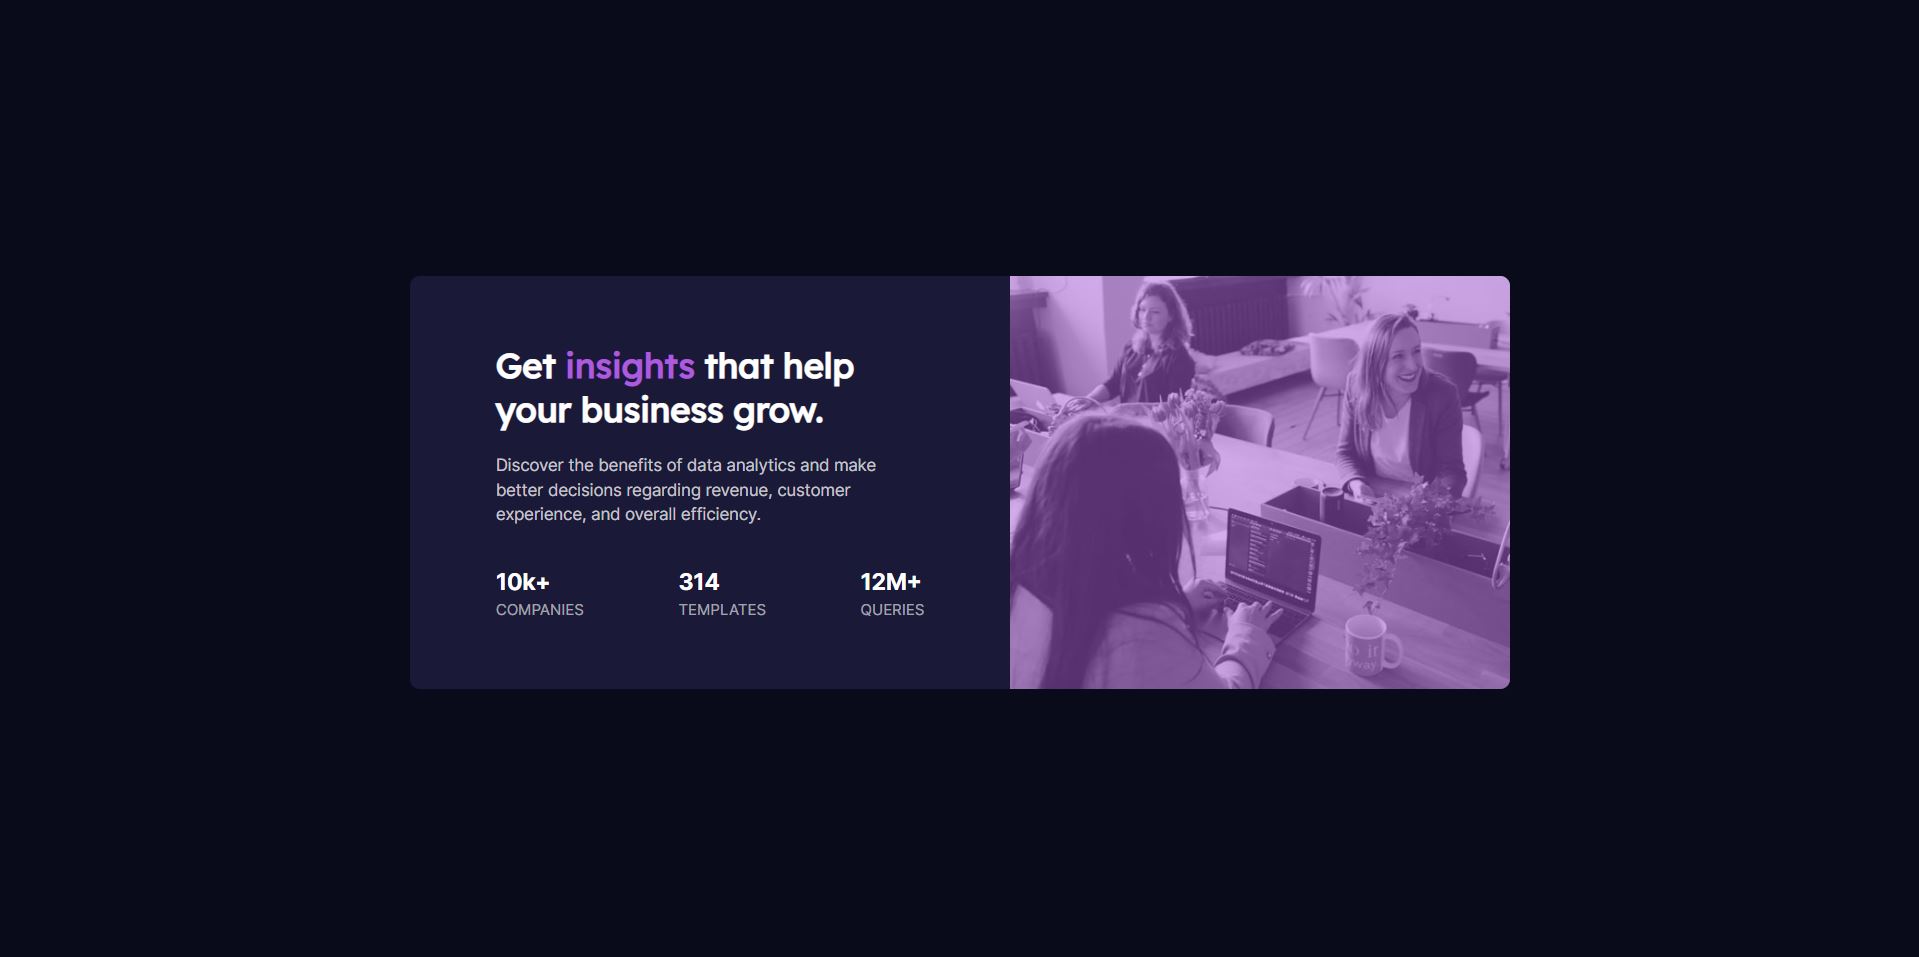 Get insights that help
your business grow.
Discover the benefits of data analytics and make
better decisions regarding revenue, customer
experience, and overall efficiency.
10k+ 314 12M+
COMPANIES TEMPLATES QUERIES